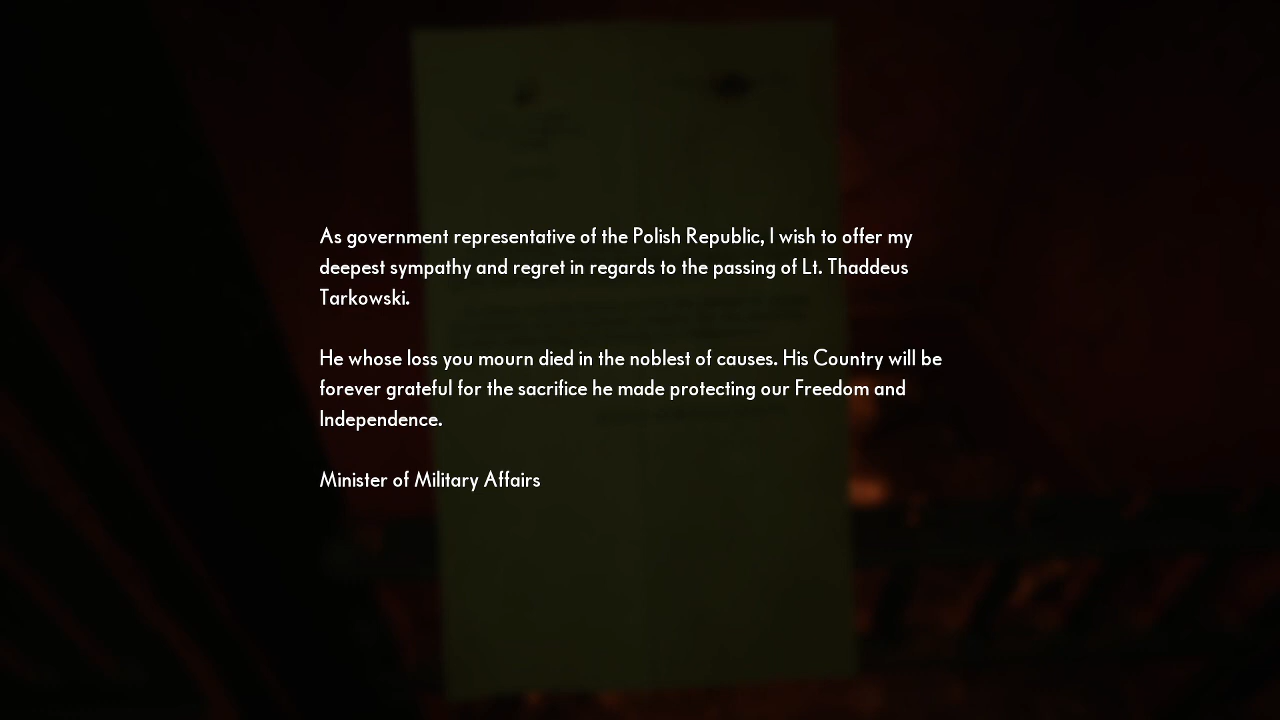 As government representative of the Polish Republic, I wish to offer my
deepest sympathy and regret in regards to the passing of Lt. Thaddeus
Tarkowski.
He whose loss you mourn died in the noblest of causes. His Country will be
forever grateful for the sacrifice he made protecting our Freedom and
Independence.
Minister of Military Affairs